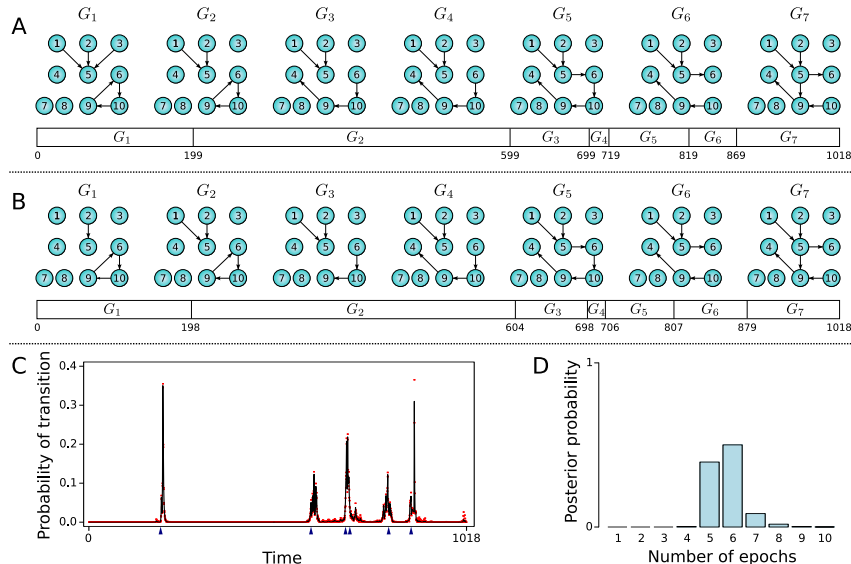 A
G1 G2 G3 G4 G5 G6 G7
1 2 3 1 2 3 1 2 3 1 2 3 1 2 3 1 2 3 1 2 3
4 5 6 4 5 6 4 5 6 4 5 6 4 5 6 4 5 6 4 5 6
7 8 9 10 7 8 9 10 7 8 9 10 7 8 9 10 7 8 9 10 7 8 9 10 7 8 9 10
G1 G2 G3 G4 G5 G6 G7
0 199 599 699 719 819 869 1018
B
G1 G2 G3 G4 G5 G6 G7
1 2 3 1 2 3 1 2 3 1 2 3 1 2 3 1 2 3 1 2 3
4 5 6 4 5 6 4 5 6 4 5 6 4 5 6 4 5 6 4 5 6
7 8 9 10 7 8 9 10 7 8 9 10 7 8 9 10 7 8 9 10 7 8 9 10 7 8 9 10
G1 G2 G3 G4 G5 G6 G7
0 198 604 698 706 807 879 1018
C
Probability of transition
0.4
0.3
0.2
0.1
0.0
0 1018
Time
D
Posterior probability
1
0
1 2 3 4 5 6 7 8 9 10
Number of epochs